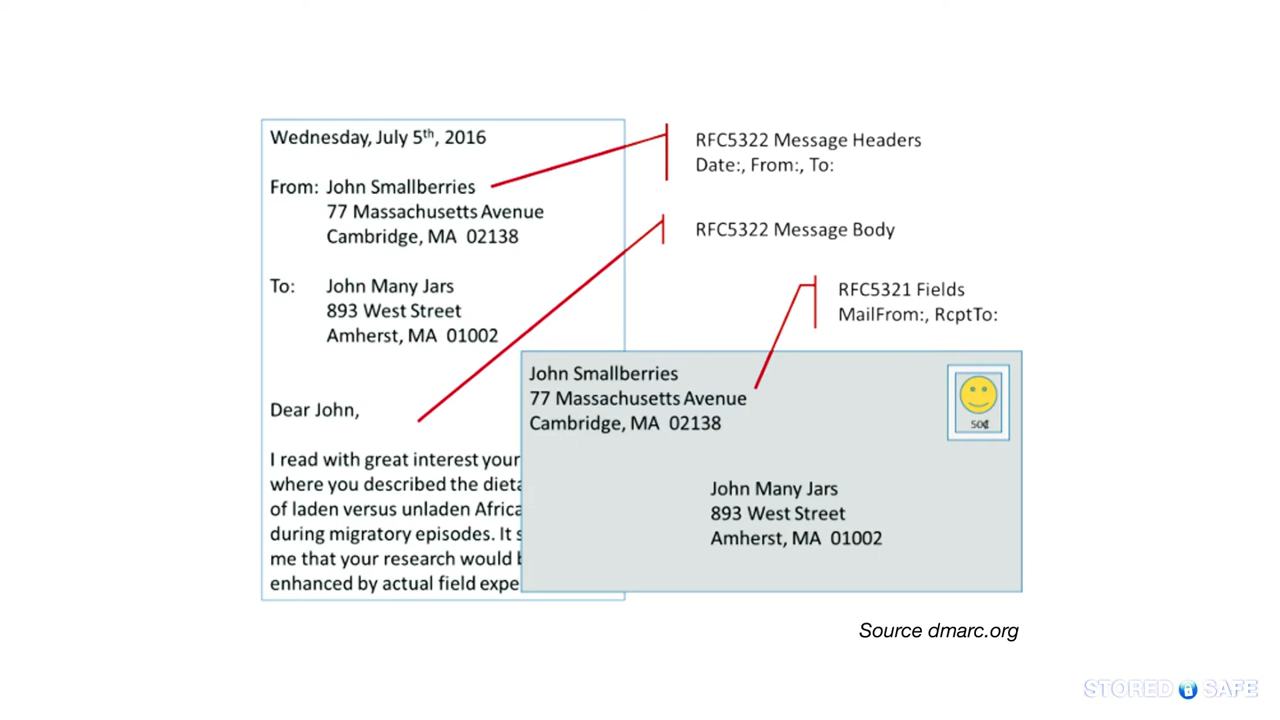 Wednesday, July 5th, 2016
From: John Smallberries
77 Massachusetts Avenue
Cambridge, MA 02138
To: John Many Jars
893 West Street
Amherst, MA 01002
Dear John,
I read with great interest your
where you described the dieta
of laden versus unladen Africa
during migratory episodes. It s
me that your research would b
enhanced by actual field expe
RFC5322 Message Headers
Date:, From:, To:
RFC5322 Message Body
RFC5321 Fields
MailFrom:, RcptTo:
John Smallberries
77 Massachusetts Avenue
Cambridge, MA 02138
50¢
John Many Jars
893 West Street
Amherst, MA 01002
Source dmarc.org
STORED SAFE